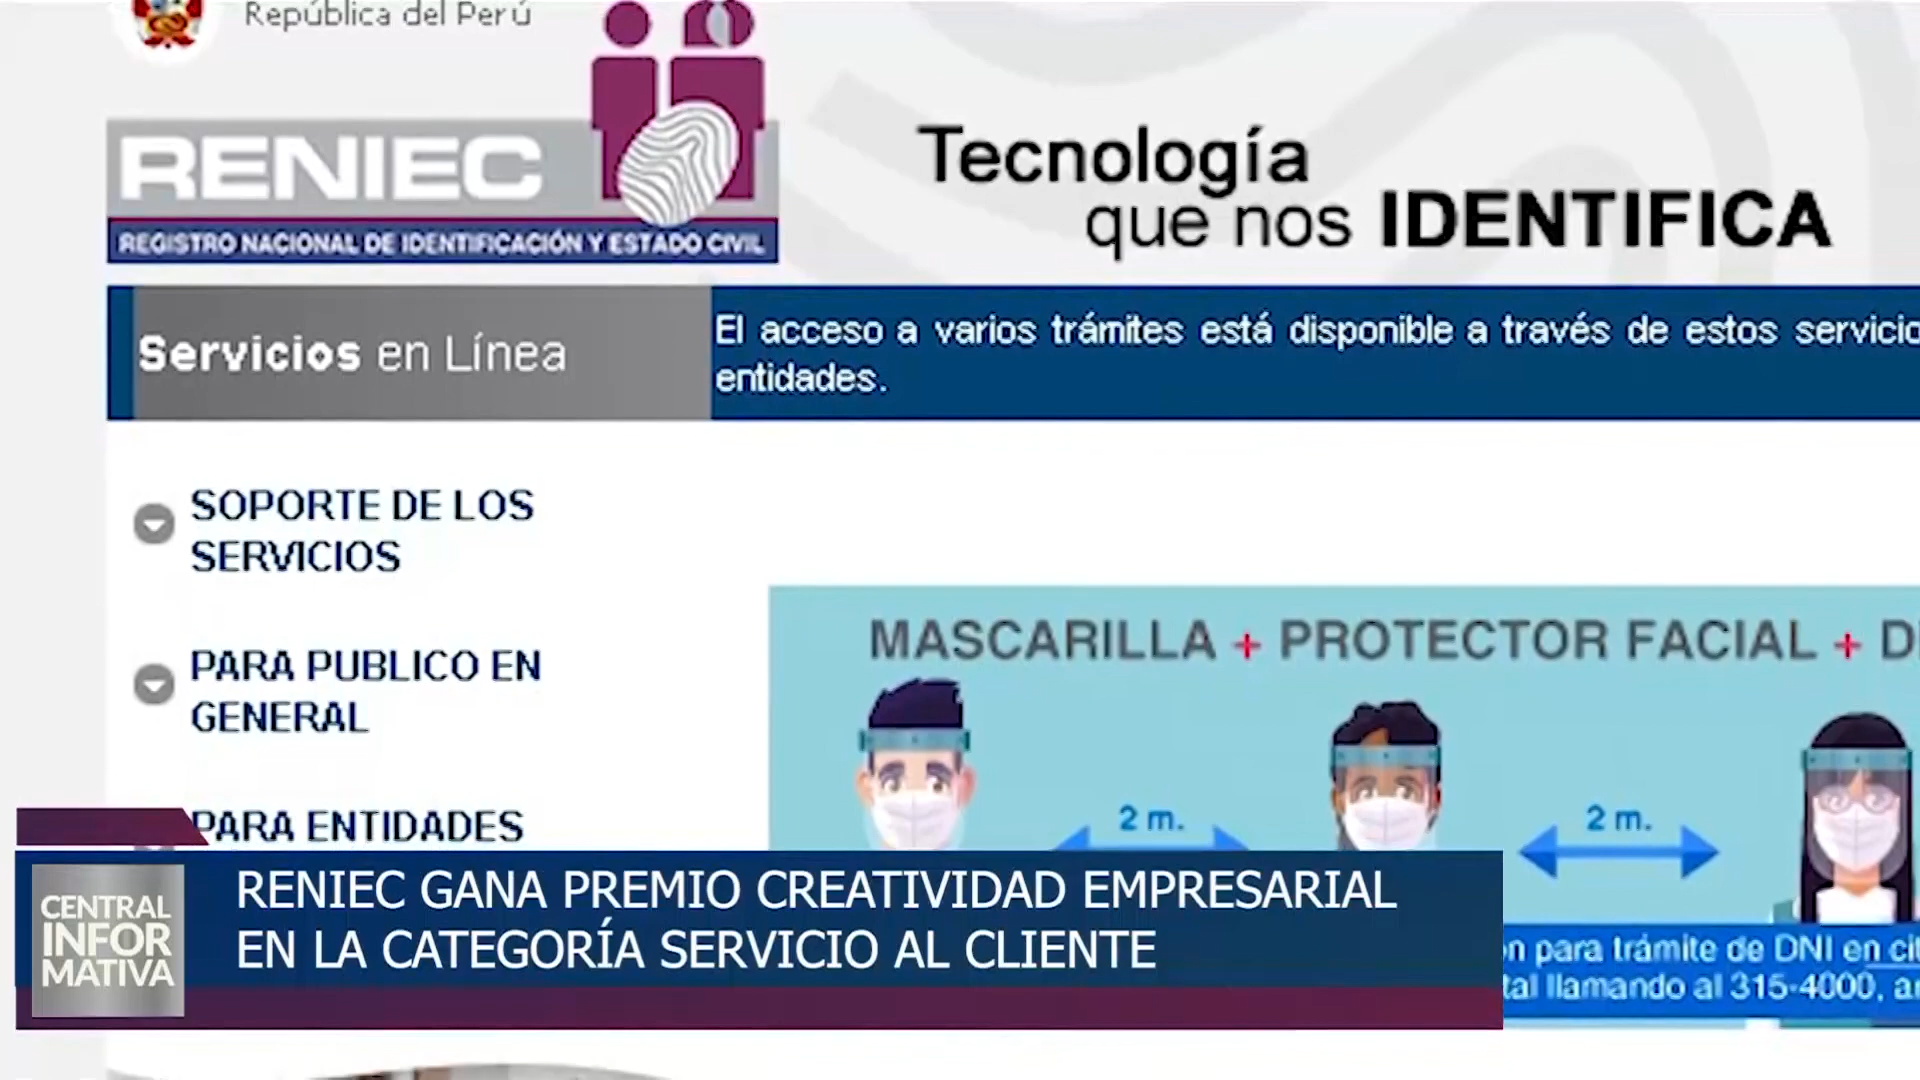 República del Perú
RENIEC
REGISTRO NACIONAL DE IDENTIFICACIÓN Y ESTADO CIVIL
Tecnología
que nos IDENTIFICA
Servicios en Línea
El acceso a varios trámites está disponible a través de estos
entidades.
SOPORTE DE LOS
SERVICIOS
PARA PUBLICO EN
GENERAL
PARA ENTIDADES
MASCARILLA + PROTECTOR FACIAL +
2 m.
2 m.
CENTRAL
INFOR
MATIVA
RENIEC GANA PREMIO CREATIVIDAD EMPRESARIAL
EN LA CATEGORÍA SERVICIO AL CLIENTE
para trámite de DNI en
llamando al 315-4000,